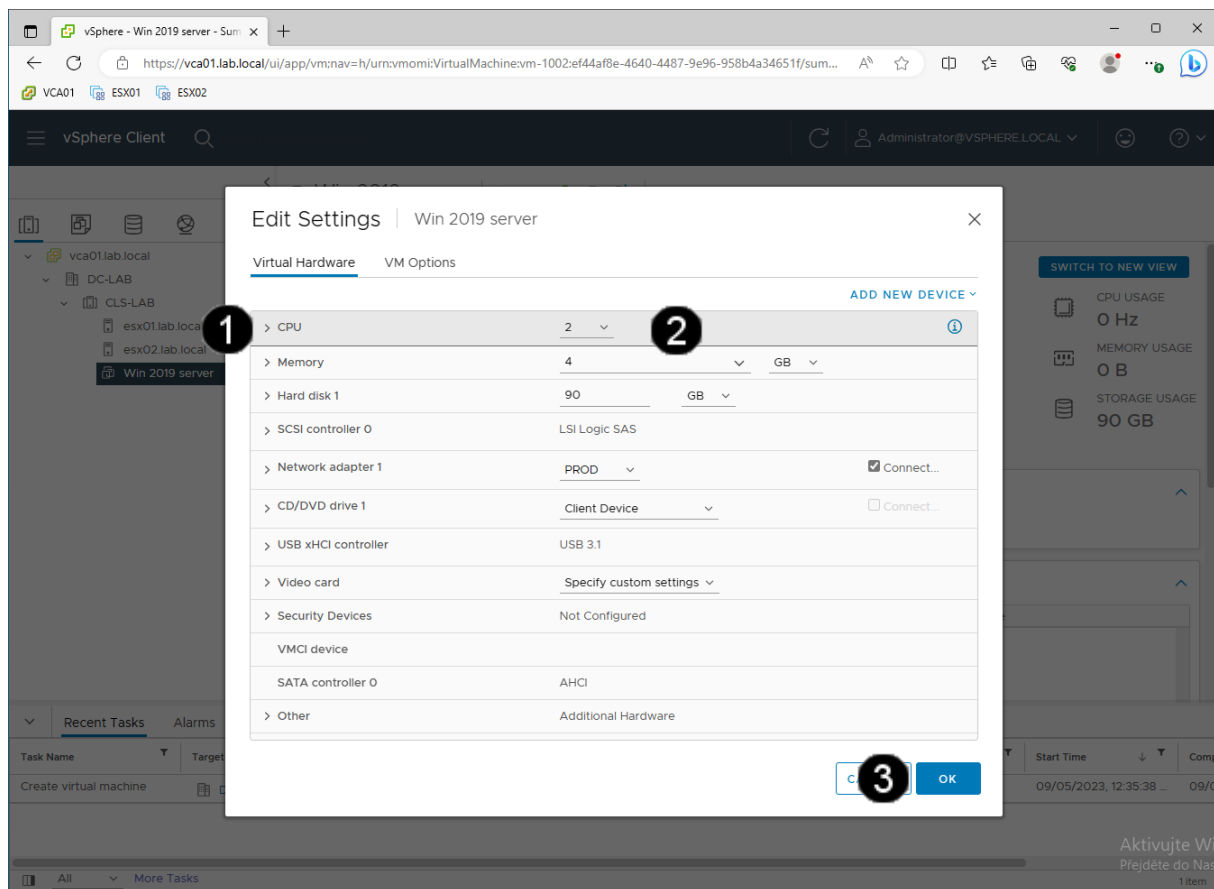 vSphere - Win 2019 server - Sum
https://vca01.lab.local/ui/app/vm;nav=h/urn:vmomi:VirtualMachine:vm-1002:ef44af8e-4640-4487-9e96-958b4a34651f/sum...
VCA01 ESX01 ESX02
vSphere Client Administrator@VSPHERE.LOCAL
Edit Settings Win 2019 server
Virtual Hardware VM Options
ADD NEW DEVICE
1 CPU 2 2
Memory 4 GB
Hard disk 1 90 GB
SCSI controller 0 LSI Logic SAS
Network adapter 1 PROD Connect...
CD/DVD drive 1 Client Device Connect...
USB xHCI controller USB 3.1
Video card Specify custom settings
Security Devices Not Configured
VMCI device
SATA controller 0 AHCI
Other Additional Hardware
3 OK
vca01.lab.local
DC-LAB
CLS-LAB
esx01.lab.loca
esx02.lab.local
Win 2019 server
SWITCH TO NEW VIEW
CPU USAGE
0 Hz
MEMORY USAGE
0 B
STORAGE USAGE
90 GB
Recent Tasks Alarms
Task Name Target Start Time Comp
Create virtual machine 09/05/2023, 12:35:38 ... 09/0
Aktivujte Wi
Přejděte do Nas
All More Tasks 1 item